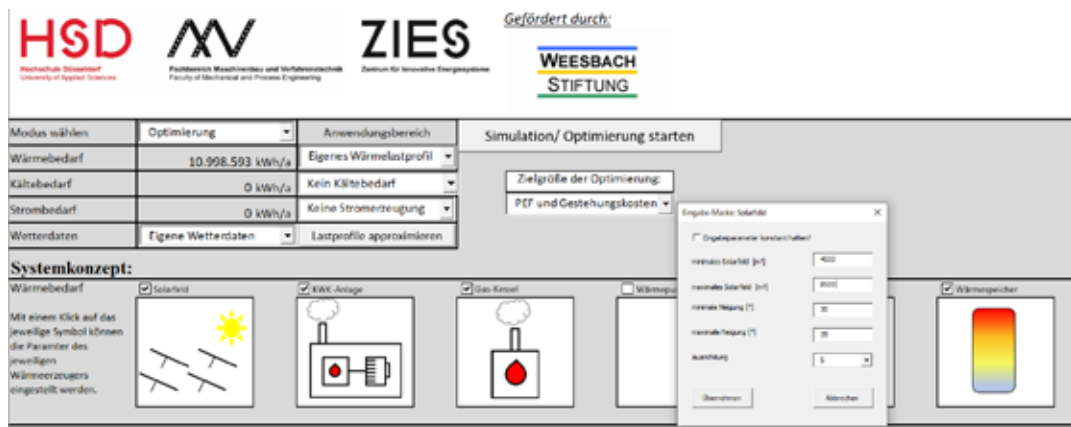 Gefördert durch:
HSD
Hochschule Düsseldorf
University of Applied Sciences
Fachbereich Maschinenbau und Verfahrenstechnik
Faculty of Mechanical and Process Engineering
ZIES
Zentrum für Innovative Energiesysteme
WEESBACH
STIFTUNG
Modus wählen
Optimierung
Anwendungsbereich
Simulation/ Optimierung starten
Wärmebedarf
10.998.593 kWh/a
Eigenes Wärmelastprofil
Kältebedarf
0 kWh/a
Kein Kältebedarf
Zielgröße der Optimierung:
Strombedarf
0 kWh/a
Keine Stromerzeugung
PEF und Gestehungskosten
Wetterdaten
Eigene Wetterdaten
Lastprofile approximieren
Systemkonzept:
Wärmebedarf
Mit einem Klick auf das
jeweilige Symbol können
die Paramter des
jeweiligen
Wärmeerzeugers
eingestellt werden.
Solarfeld
KWK-Anlage
Gas-Kessel
Wärmepu
Wärmespeicher
Eingabe-Maske: Solarfeld
Eingabeparameter konstant halten?
minimales Solarfeld [m²]
4500
maximales Solarfeld [m²]
minimale Neigung [°]
maximale Neigung [°]
Ausrichtung
S
Übernehmen
Abbrechen